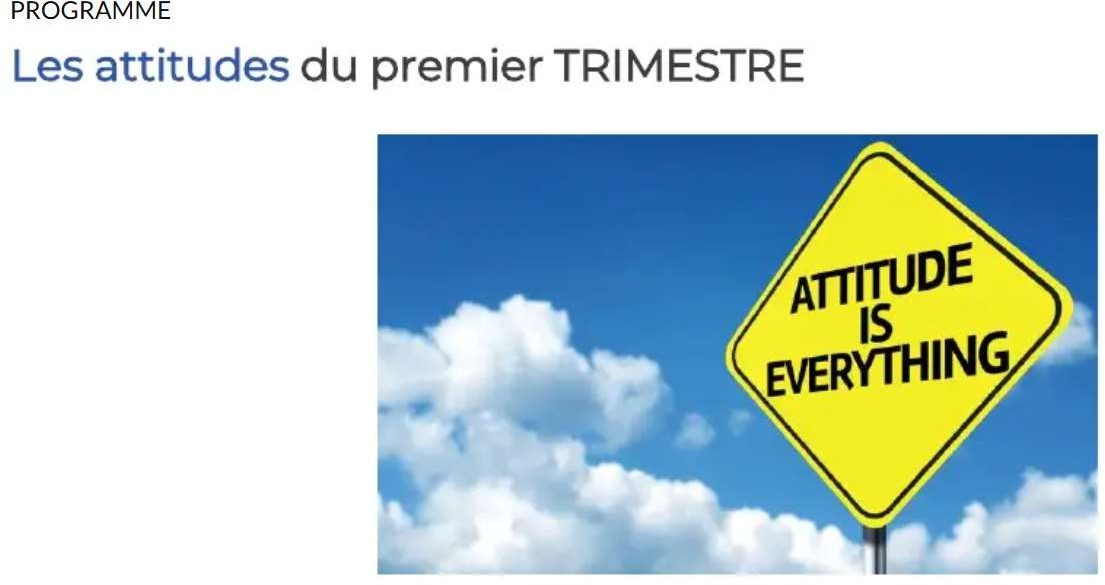 PROGRAMME
Les attitudes du premier TRIMESTRE
ATTITUDE
IS
EVERYTHING